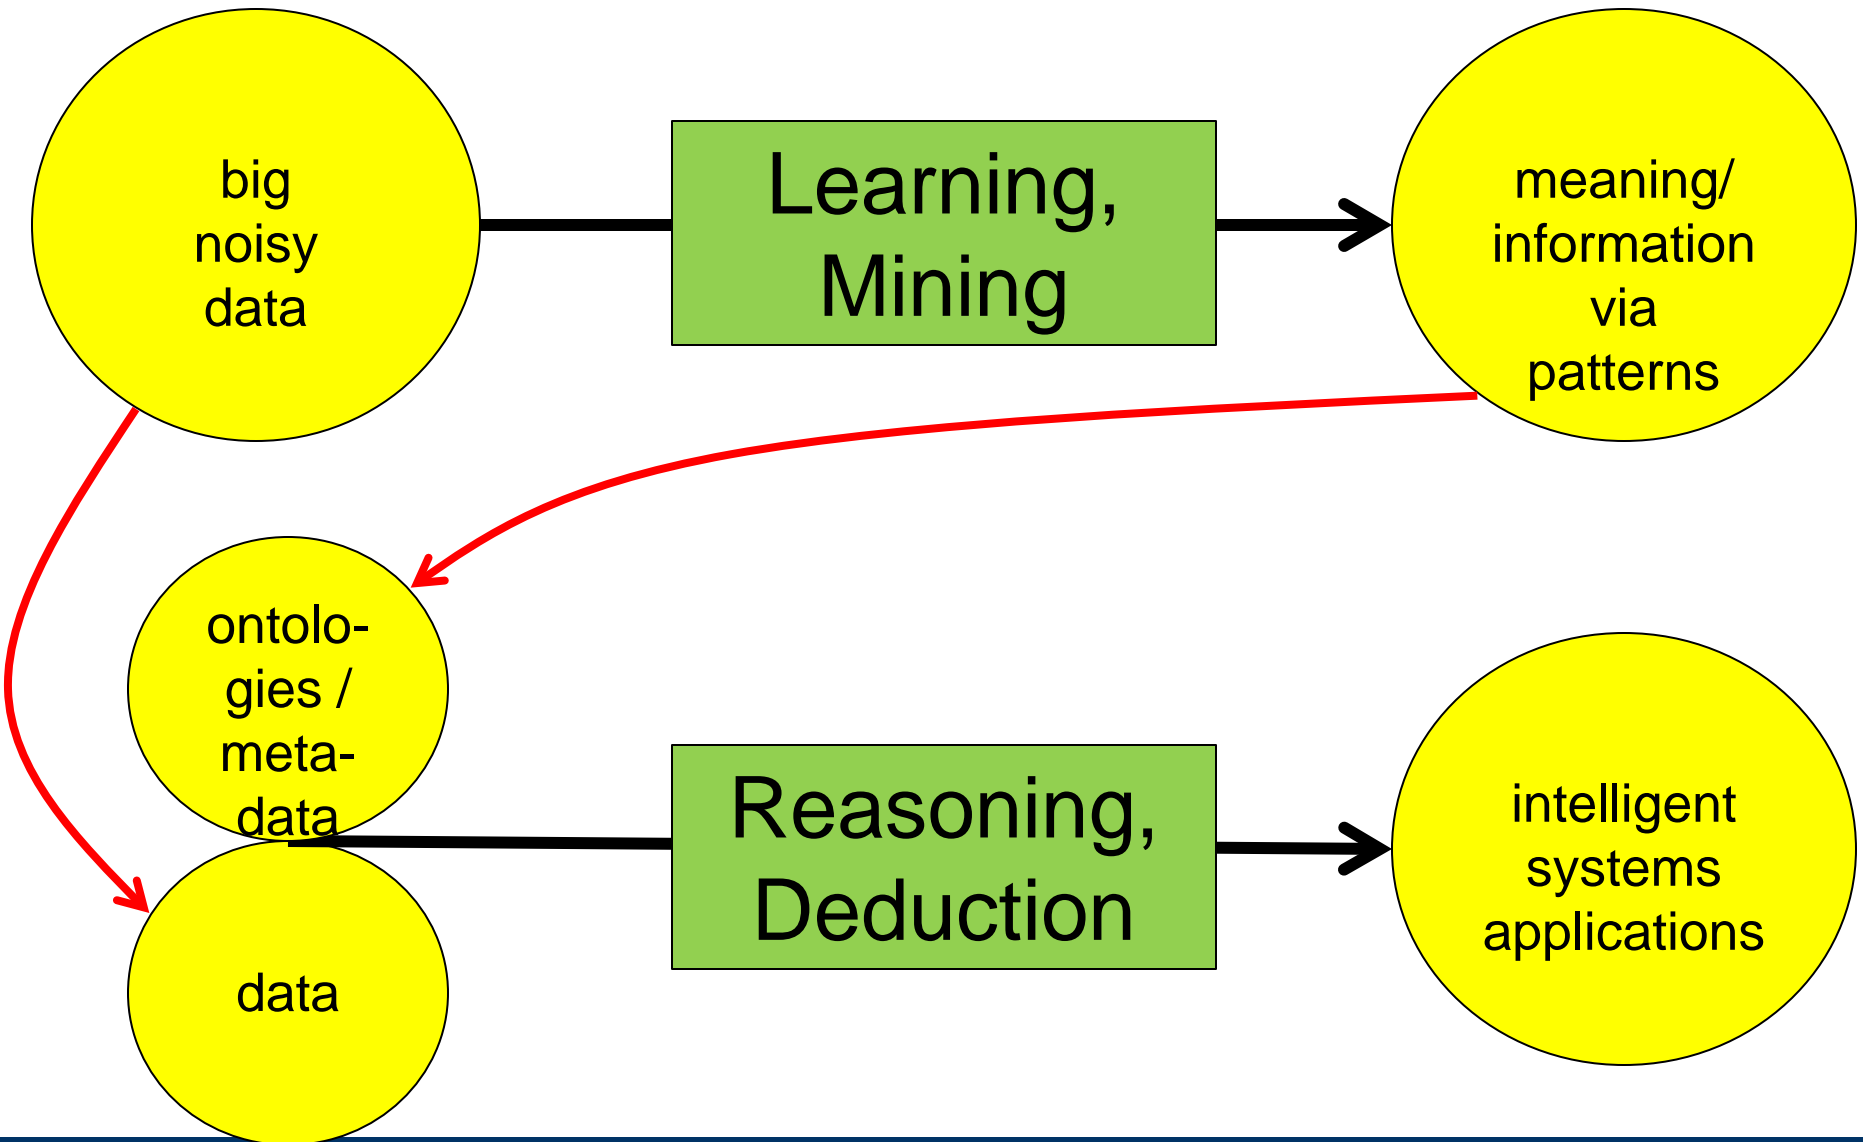 big
noisy
data
Learning,
Mining
meaning/
information
via
patterns
ontolo-
gies /
meta-
data
data
Reasoning,
Deduction
intelligent
systems
applications